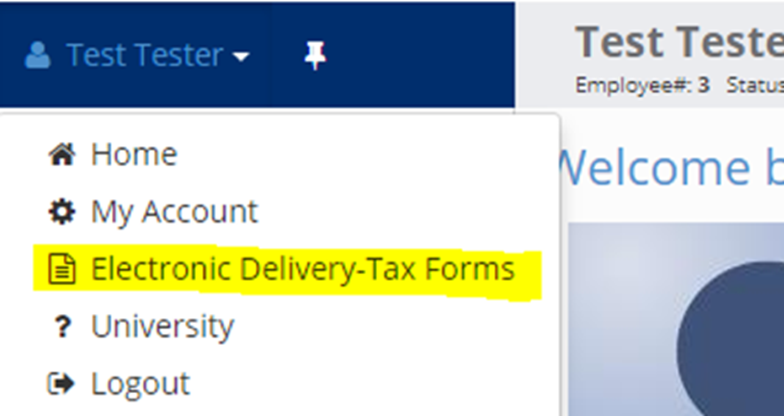 Test Tester
Test Teste
Employee#: 3 Status
Welcome b
Home
My Account
Electronic Delivery-Tax Forms
? University
Logout